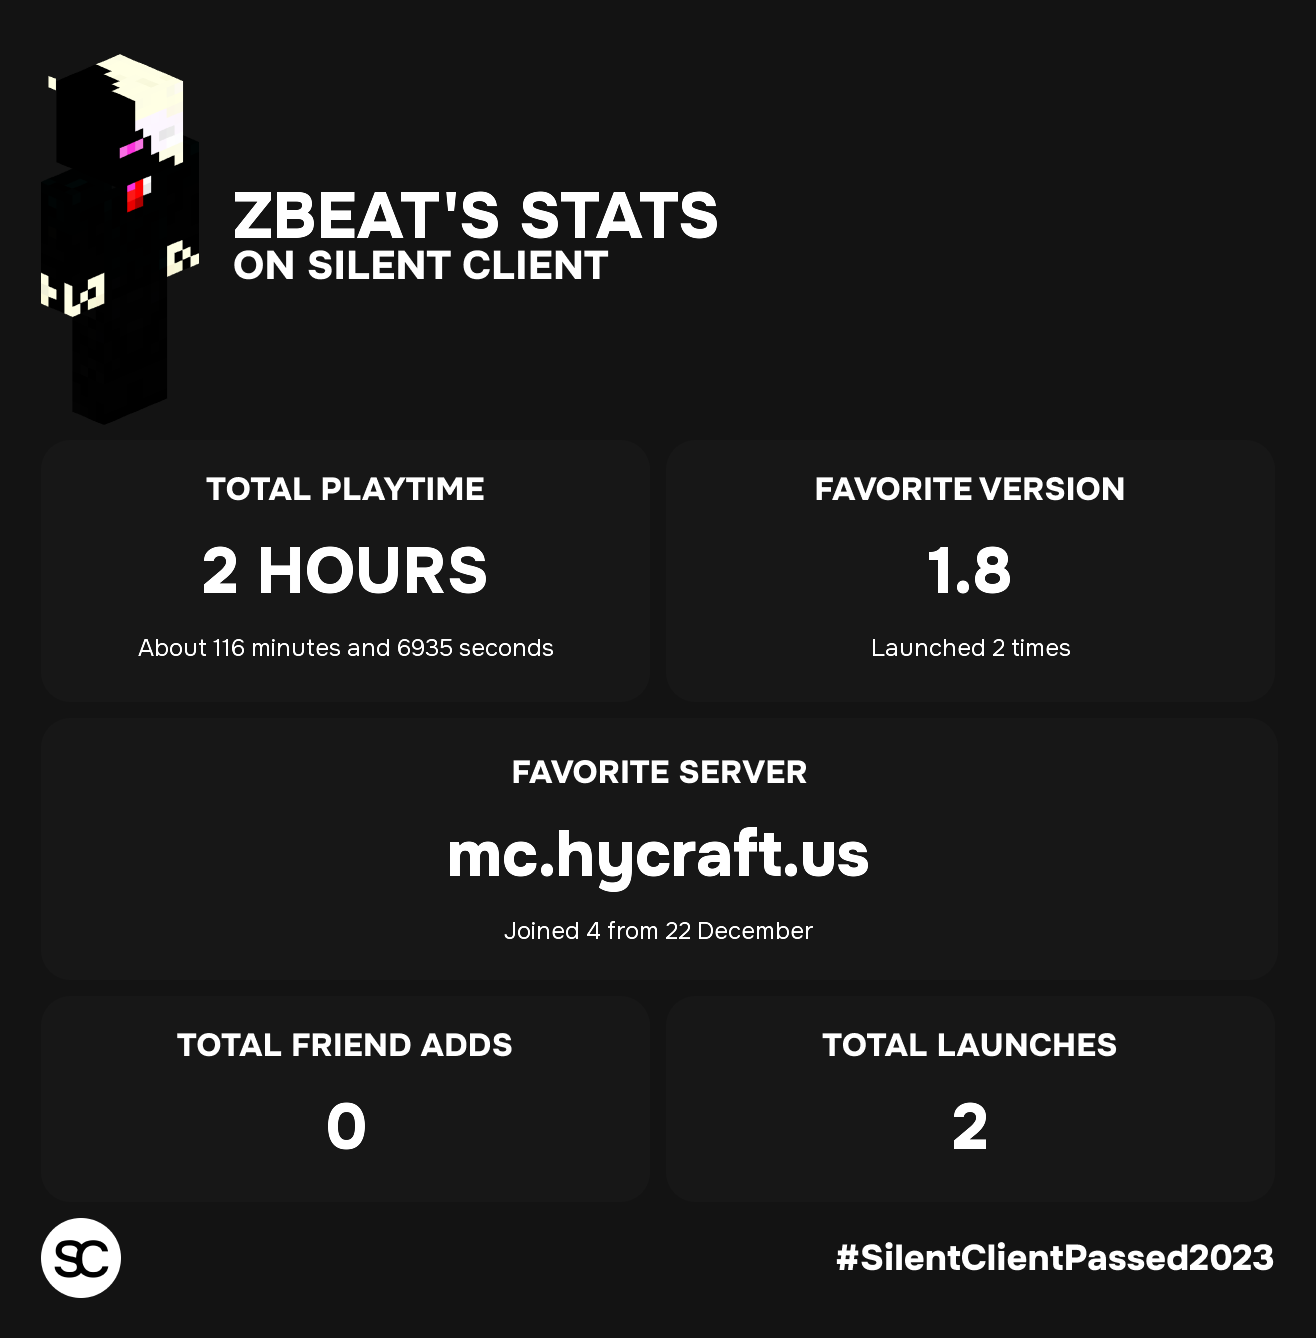 ZBEAT'S STATS
ON SILENT CLIENT
TOTAL PLAYTIME
2 HOURS
About 116 minutes and 6935 seconds
FAVORITE VERSION
1.8
Launched 2 times
FAVORITE SERVER
mc.hycraft.us
Joined 4 from 22 December
TOTAL FRIEND ADDS
0
TOTAL LAUNCHES
2
SC
#SilentClientPassed2023